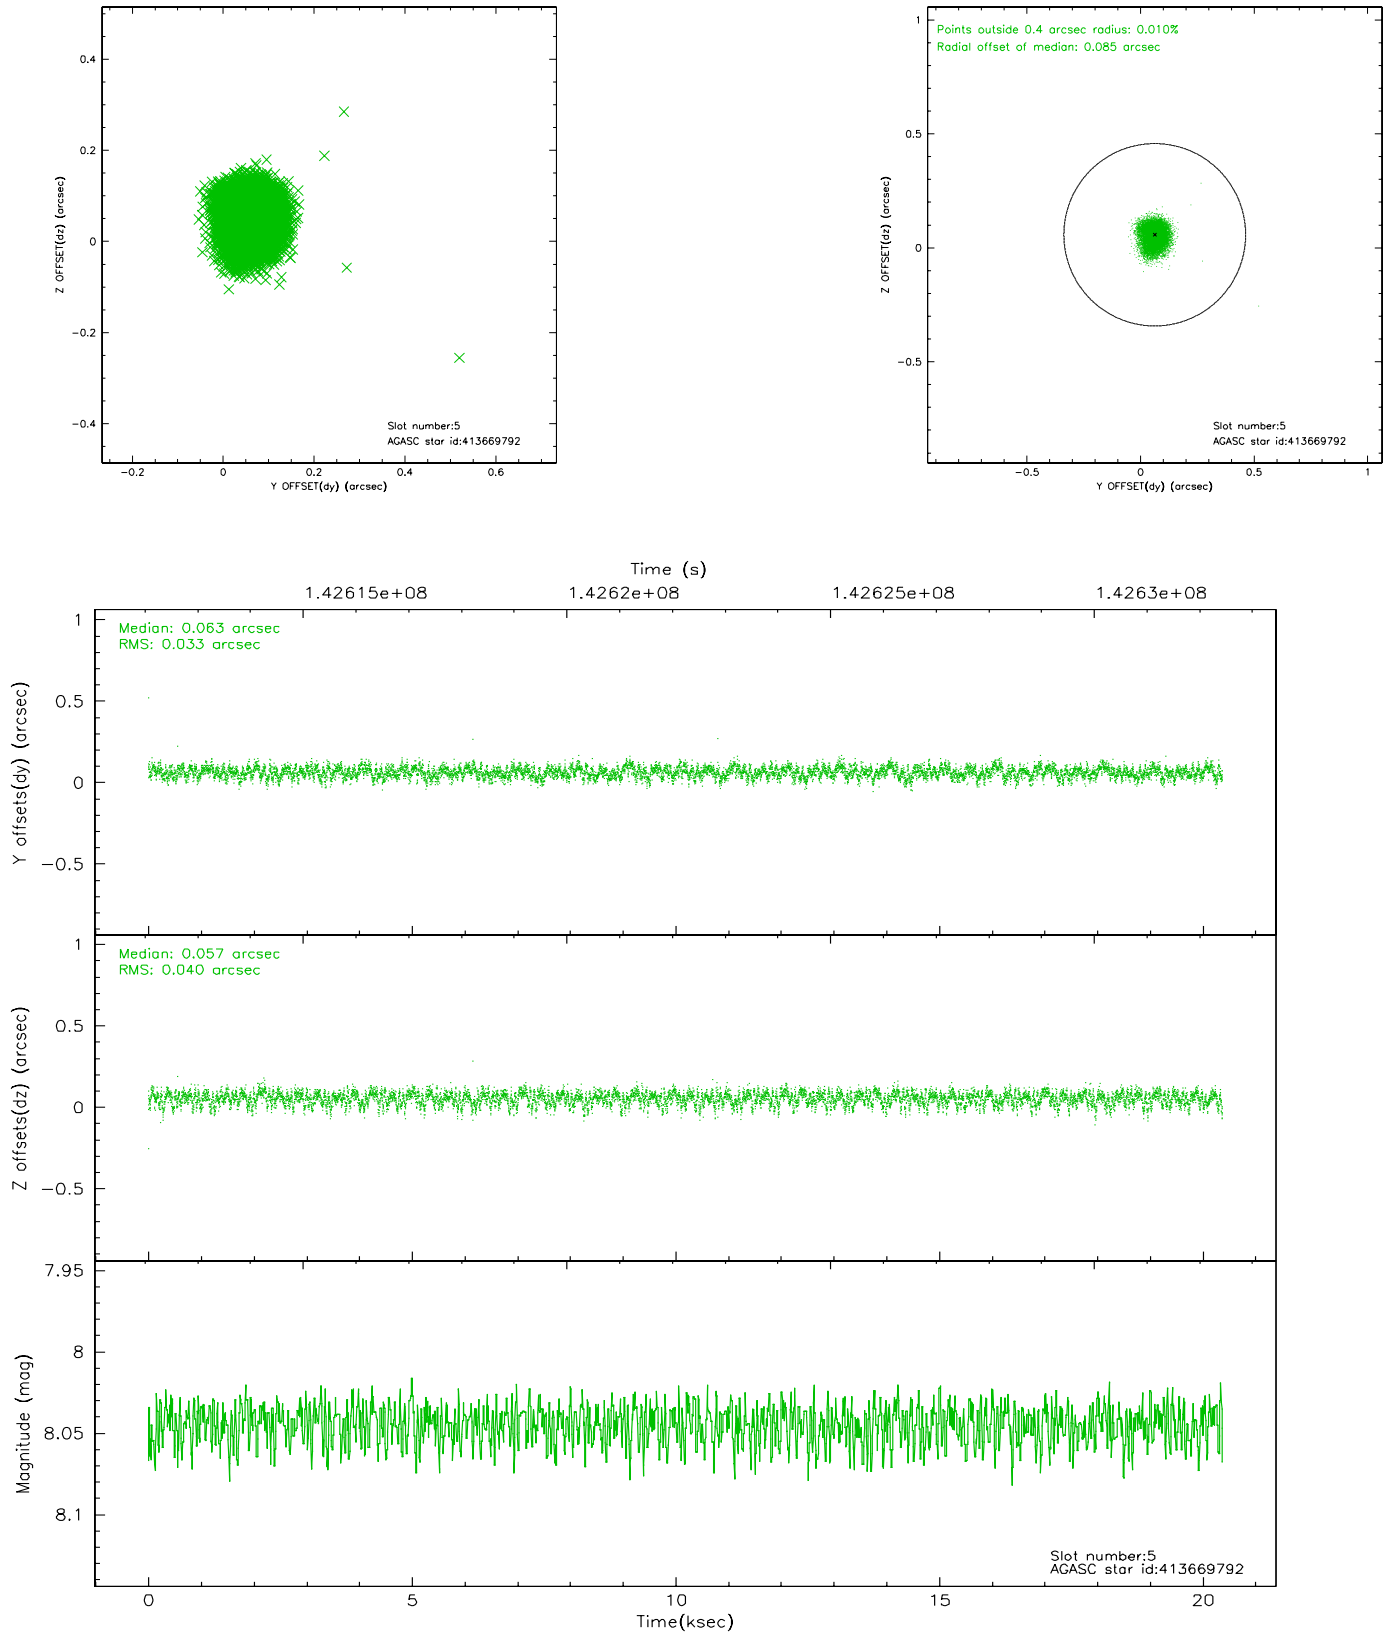 0.4
0.2
0
−0.2
−0.4
Z OFFSET(dz) (arcsec)
Slot number:5
AGASC star id:413669792
−0.2
0
0.2
0.4
0.6
Y OFFSET(dy) (arcsec)
Points outside 0.4 arcsec radius: 0.010%
Radial offset of median: 0.085 arcsec
1
0.5
0
−0.5
Z OFFSET(dz) (arcsec)
Slot number:5
AGASC star id:413669792
−0.5
0
0.5
1
Y OFFSET(dy) (arcsec)
Time (s)
1.42615e+08
1.4262e+08
1.42625e+08
1.4263e+08
Median: 0.063 arcsec
RMS: 0.033 arcsec
1
0.5
0
−0.5
Y offsets(dy) (arcsec)
Median: 0.057 arcsec
RMS: 0.040 arcsec
1
0.5
0
−0.5
Z offsets(dz) (arcsec)
7.95
8
8.05
8.1
Magnitude (mag)
Slot number:5
AGASC star id:413669792
0
5
10
15
20
Time(ksec)